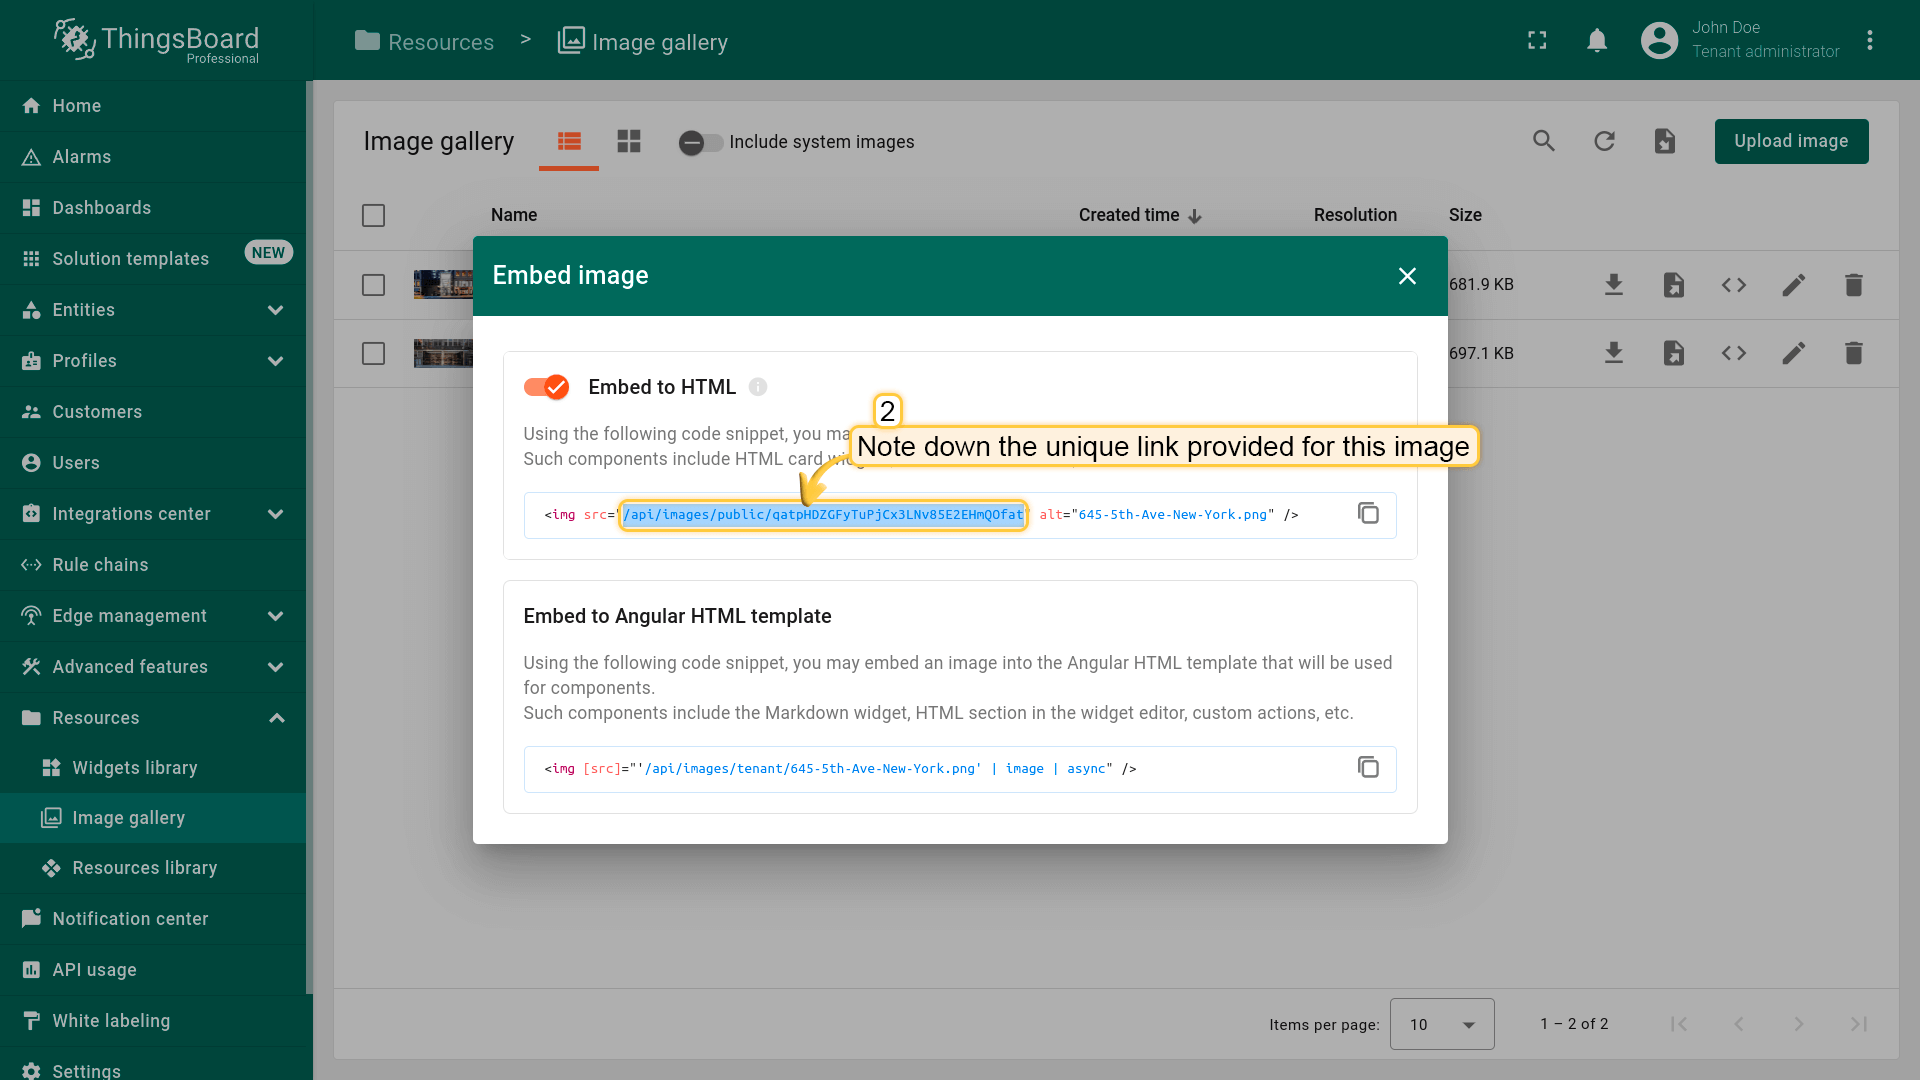 ThingsBoard
Professional
Resources > Image gallery
John Doe
Tenant administrator
Home
Alarms
Dashboards
Solution templates NEW
Entities
Profiles
Customers
Users
Integrations center
Rule chains
Edge management
Advanced features
Resources
Widgets library
Image gallery
Resources library
Notification center
API usage
White labeling
Settings
Image gallery Include system images Upload image
Name Created time Resolution Size
681.9 KB
697.1 KB
Embed image
Embed to HTML
2
Using the following code snippet, you
Note down the unique link provided for this image
Such components include HTML card
<img src="/api/images/public/qatpHDZGFyTuPjCx3LNv85E2EHmQOfat" alt="645-5th-Ave-New-York.png" />
Embed to Angular HTML template
Using the following code snippet, you may embed an image into the Angular HTML template that will be used
for components.
Such components include the Markdown widget, HTML section in the widget editor, custom actions, etc.
<img [src]="'/api/images/tenant/645-5th-Ave-New-York.png' | image | async" />
Items per page: 10 1 – 2 of 2